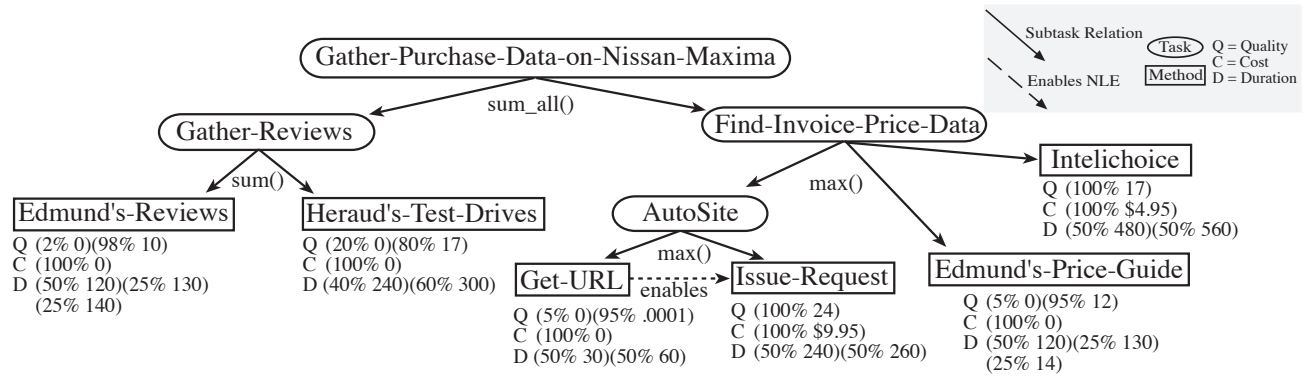 Gather-Purchase-Data-on-Nissan-Maxima
Subtask Relation
Enables NLE
Task
Method
Q = Quality
C = Cost
D = Duration
sum_all()
Gather-Reviews
Find-Invoice-Price-Data
sum()
max()
Intelichoice
Q (100% 17)
C (100% $4.95)
D (50% 480)(50% 560)
Edmund's-Reviews
Q (2% 0)(98% 10)
C (100% 0)
D (50% 120)(25% 130)
(25% 140)
Heraud's-Test-Drives
Q (20% 0)(80% 17)
C (100% 0)
D (40% 240)(60% 300)
AutoSite
max()
Get-URL
enables
Q (5% 0)(95% .0001)
C (100% 0)
D (50% 30)(50% 60)
Issue-Request
Q (100% 24)
C (100% $9.95)
D (50% 240)(50% 260)
Edmund's-Price-Guide
Q (5% 0)(95% 12)
C (100% 0)
D (50% 120)(25% 130)
(25% 14)